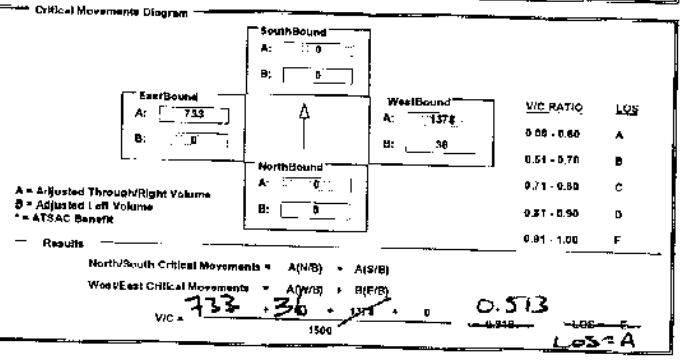 Critical Movements Diagram
SouthBound
A: 0
B: 0
EastBound
A: 733
B: 0
WestBound
A: 1378
B: 36
NorthBound
A: 0
B: 0
V/C RATIO LOS
0.00 - 0.60 A
0.61 - 0.70 B
0.71 - 0.80 C
0.81 - 0.90 D
0.91 - 1.00 F
A = Adjusted Through/Right Volume
B = Adjusted Left Volume
* = ATSAC Benefit
Results
North/South Critical Movements = A(N/B) + A(S/B)
West/East Critical Movements = A(W/B) + B(E/B)
V/C = 733 + 36 + 1378 + 0 0.513
1500 LOS = A